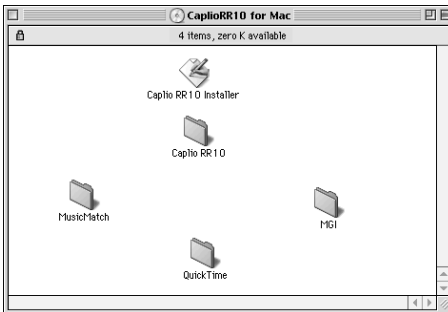 CaplioRR10 for Mac
4 items, zero K available
Caplio RR10 Installer
Caplio RR10
MusicMatch
MGI
QuickTime